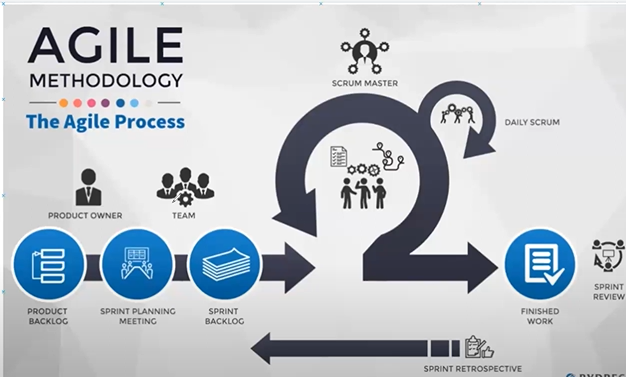 AGILE
METHODOLOGY
The Agile Process
SCRUM MASTER
DAILY SCRUM
PRODUCT OWNER
TEAM
PRODUCT
BACKLOG
SPRINT PLANNING
MEETING
SPRINT
BACKLOG
FINISHED
WORK
SPRINT
REVIEW
SPRINT RETROSPECTIVE